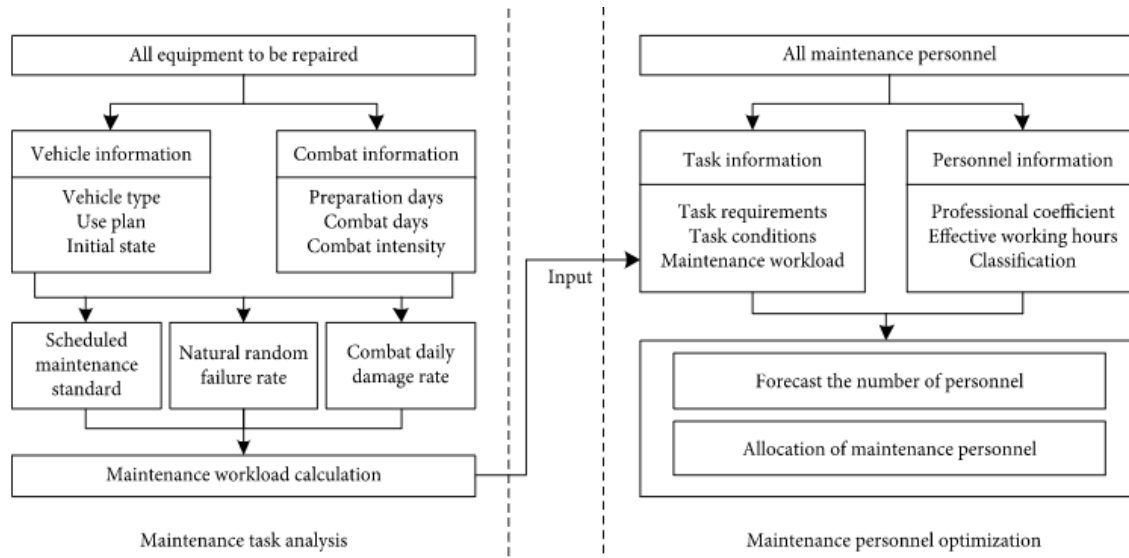 All equipment to be repaired
Vehicle information
Vehicle type
Use plan
Initial state
Combat information
Preparation days
Combat days
Combat intensity
Scheduled
maintenance
standard
Natural random
failure rate
Combat daily
damage rate
Maintenance workload calculation
Maintenance task analysis
Input
All maintenance personnel
Task information
Task requirements
Task conditions
Maintenance workload
Personnel information
Professional coefficient
Effective working hours
Classification
Forecast the number of personnel
Allocation of maintenance personnel
Maintenance personnel optimization